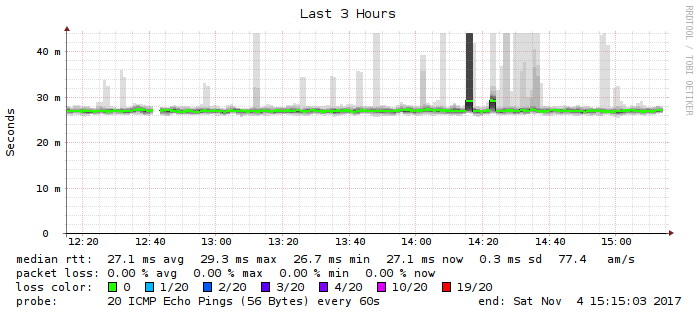 Last 3 Hours
RRDTOOL / TOBI OETIKER
Seconds
40 m
30 m
20 m
10 m
0
12:20 12:40 13:00 13:20 13:40 14:00 14:20 14:40 15:00
median rtt: 27.1 ms avg 29.3 ms max 26.7 ms min 27.1 ms now 0.3 ms sd 77.4 am/s
packet loss: 0.00 % avg 0.00 % max 0.00 % min 0.00 % now
loss color: 0 1/20 2/20 3/20 4/20 10/20 19/20
probe: 20 ICMP Echo Pings (56 Bytes) every 60s end: Sat Nov 4 15:15:03 2017